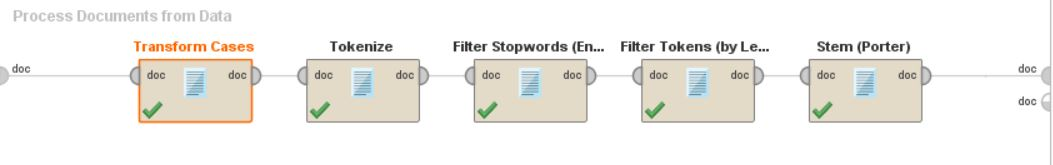 Process Documents from Data
Transform Cases Tokenize Filter Stopwords (En... Filter Tokens (by Le... Stem (Porter)
doc doc doc doc doc doc doc doc doc doc doc doc
doc